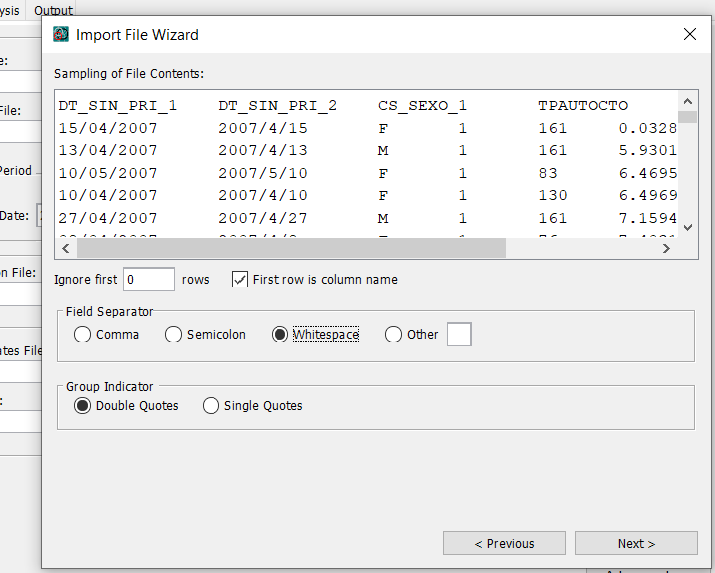 ysis Output
Import File Wizard
Sampling of File Contents:
DT_SIN_PRI_1 DT_SIN_PRI_2 CS_SEXO_1 TPAUTOCTO
15/04/2007 2007/4/15 F 1 161 0.0328
13/04/2007 2007/4/13 M 1 161 5.9301
10/05/2007 2007/5/10 F 1 83 6.4695
10/04/2007 2007/4/10 F 1 130 6.4969
27/04/2007 2007/4/27 M 1 161 7.1594
Ignore first 0 rows First row is column name
Field Separator
Comma Semicolon Whitespace Other
Group Indicator
Double Quotes Single Quotes
< Previous Next >
e:
File:
Period
Date:
on File:
ates File
: